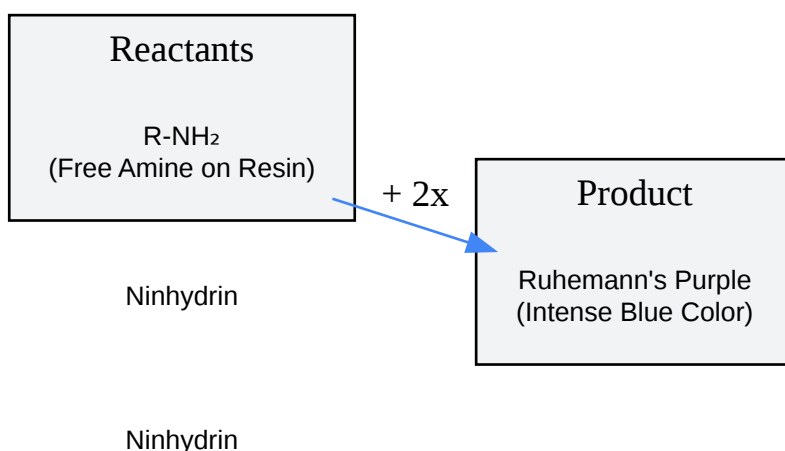 Reactants
R-NH₂
(Free Amine on Resin)
+ 2x
Product
Ruhemann's Purple
(Intense Blue Color)
Ninhydrin
Ninhydrin